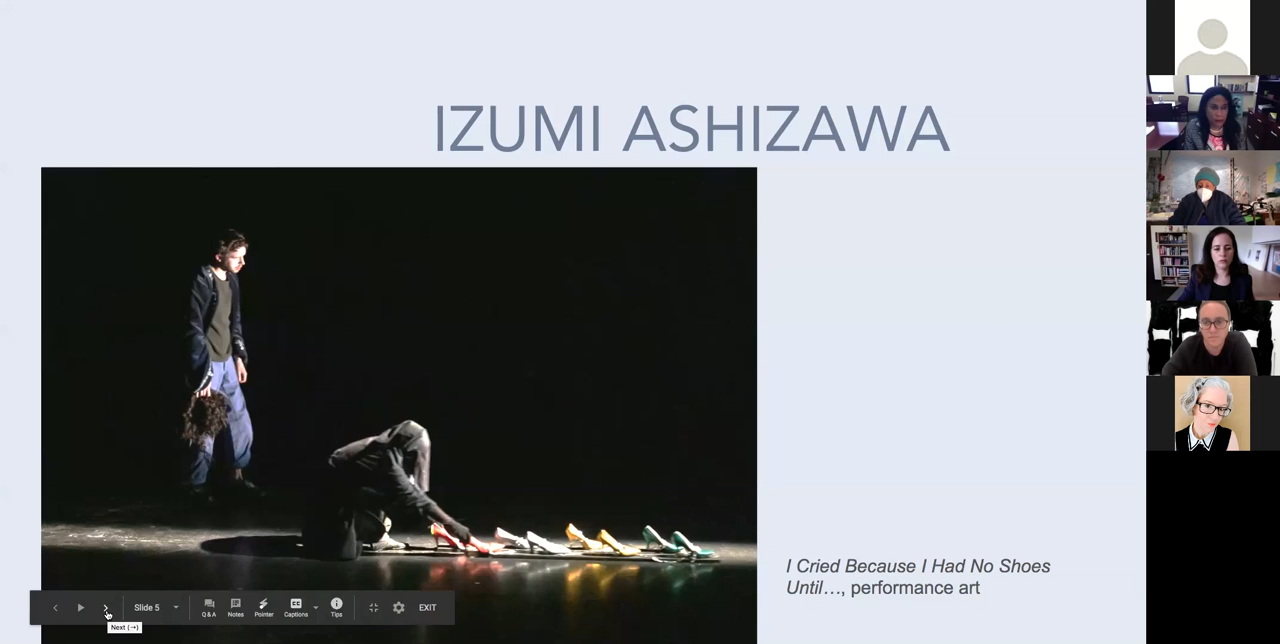 IZUMI ASHIZAWA
I Cried Because I Had No Shoes
Until…, performance art
Slide 5
Q & A
Notes
Pointer
Captions
Tips
EXIT
Next (→)